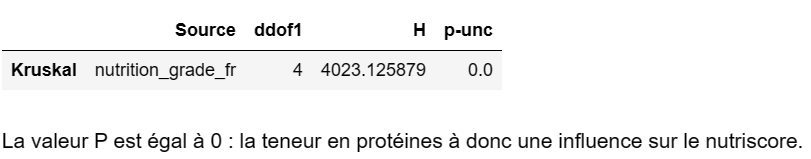 Source ddof1 H p-unc
Kruskal nutrition_grade_fr 4 4023.125879 0.0
La valeur P est égal à 0 : la teneur en protéines à donc une influence sur le nutriscore.